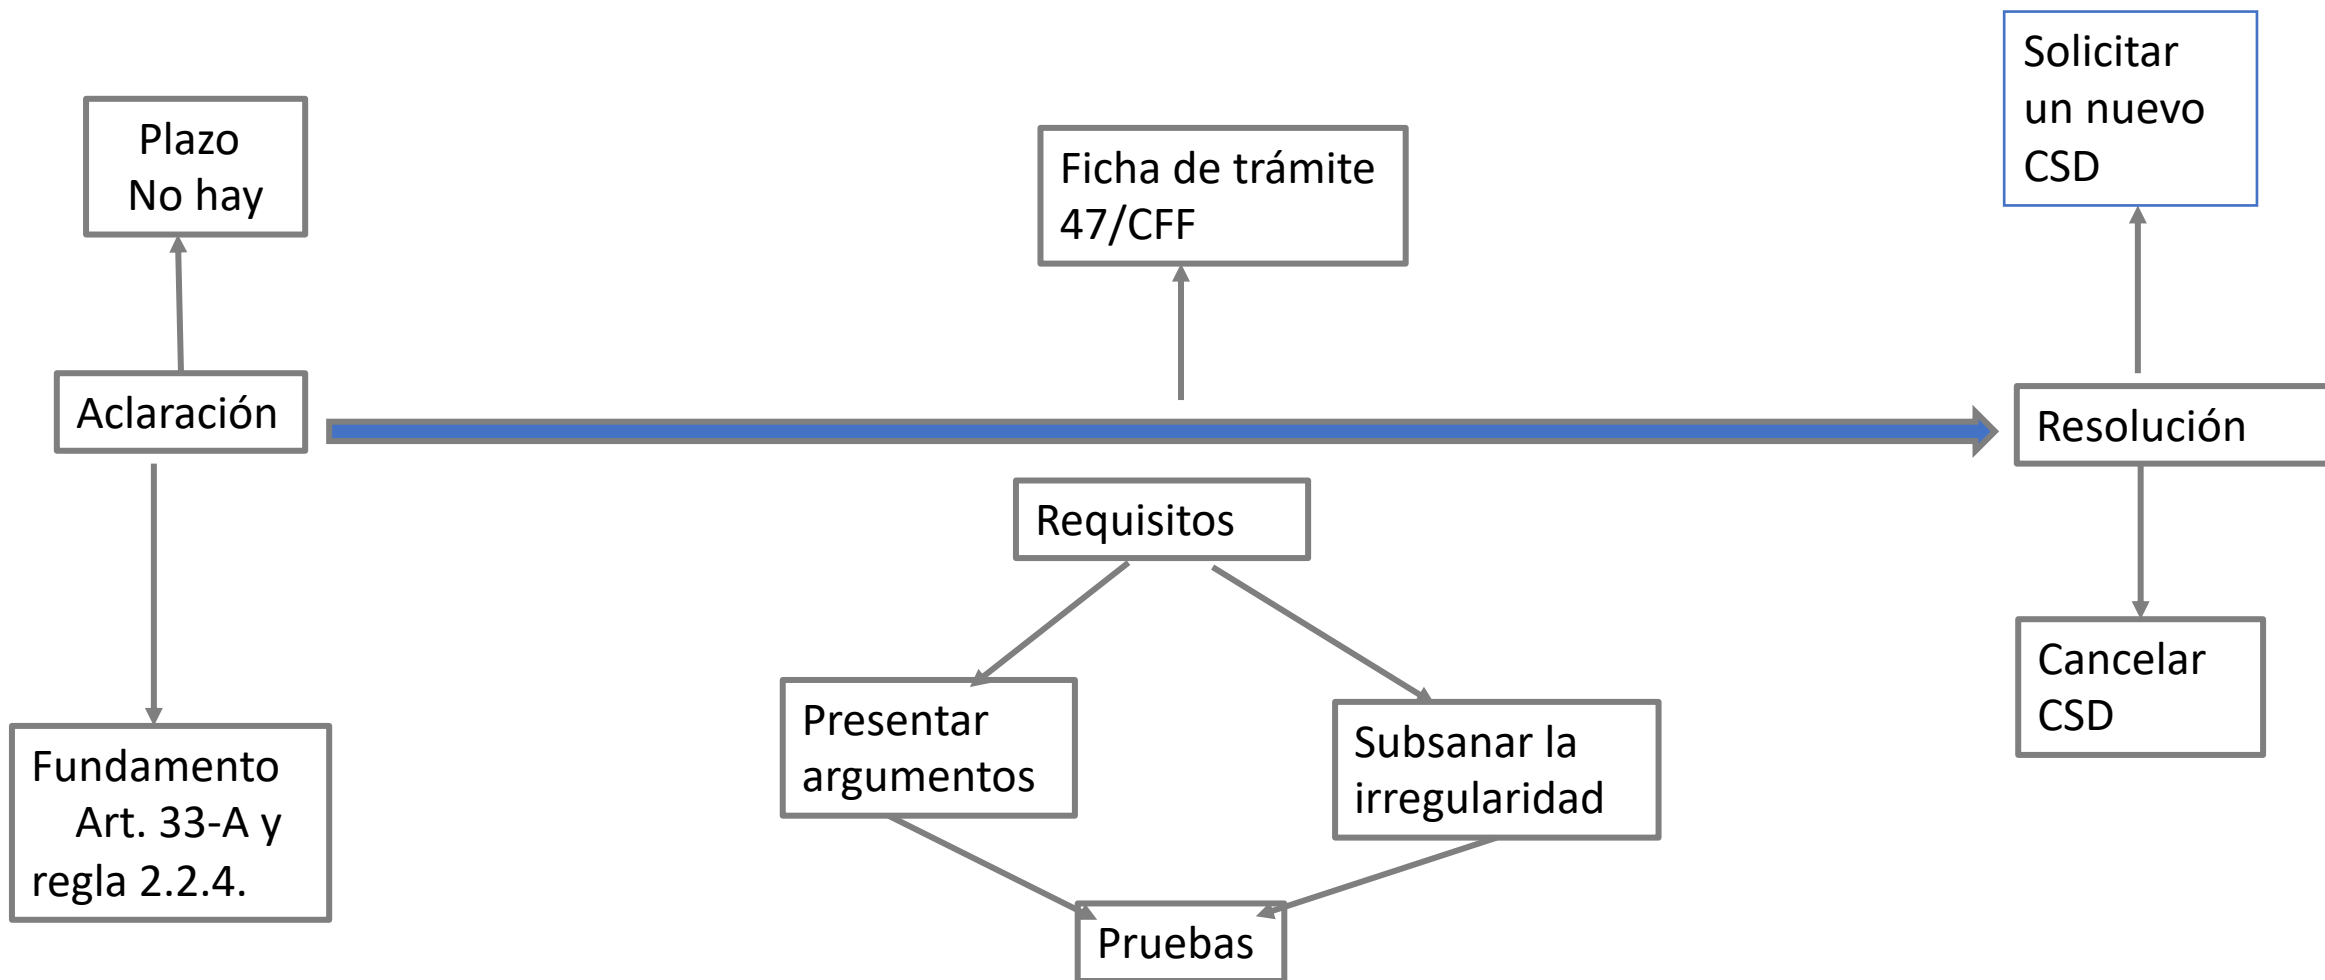 Plazo
No hay
Ficha de trámite
47/CFF
Solicitar
un nuevo
CSD
Aclaración
Resolución
Requisitos
Fundamento
Art. 33-A y
regla 2.2.4.
Presentar
argumentos
Subsanar la
irregularidad
Cancelar
CSD
Pruebas